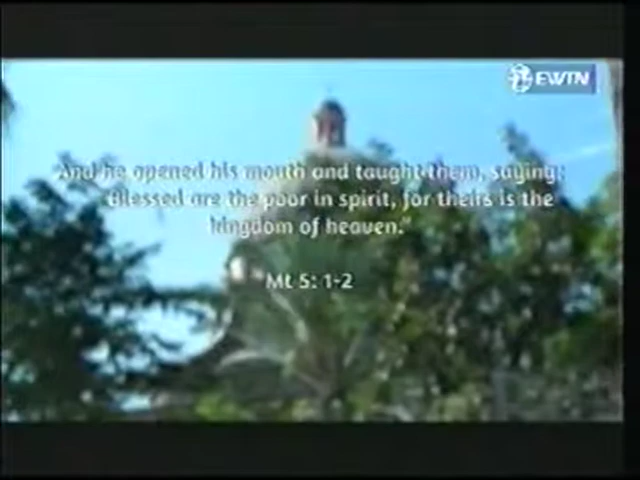 EWTN
And he opened his mouth and taught them, saying:
Blessed are the poor in spirit, for theirs is the
kingdom of heaven."
Mt 5: 1-2